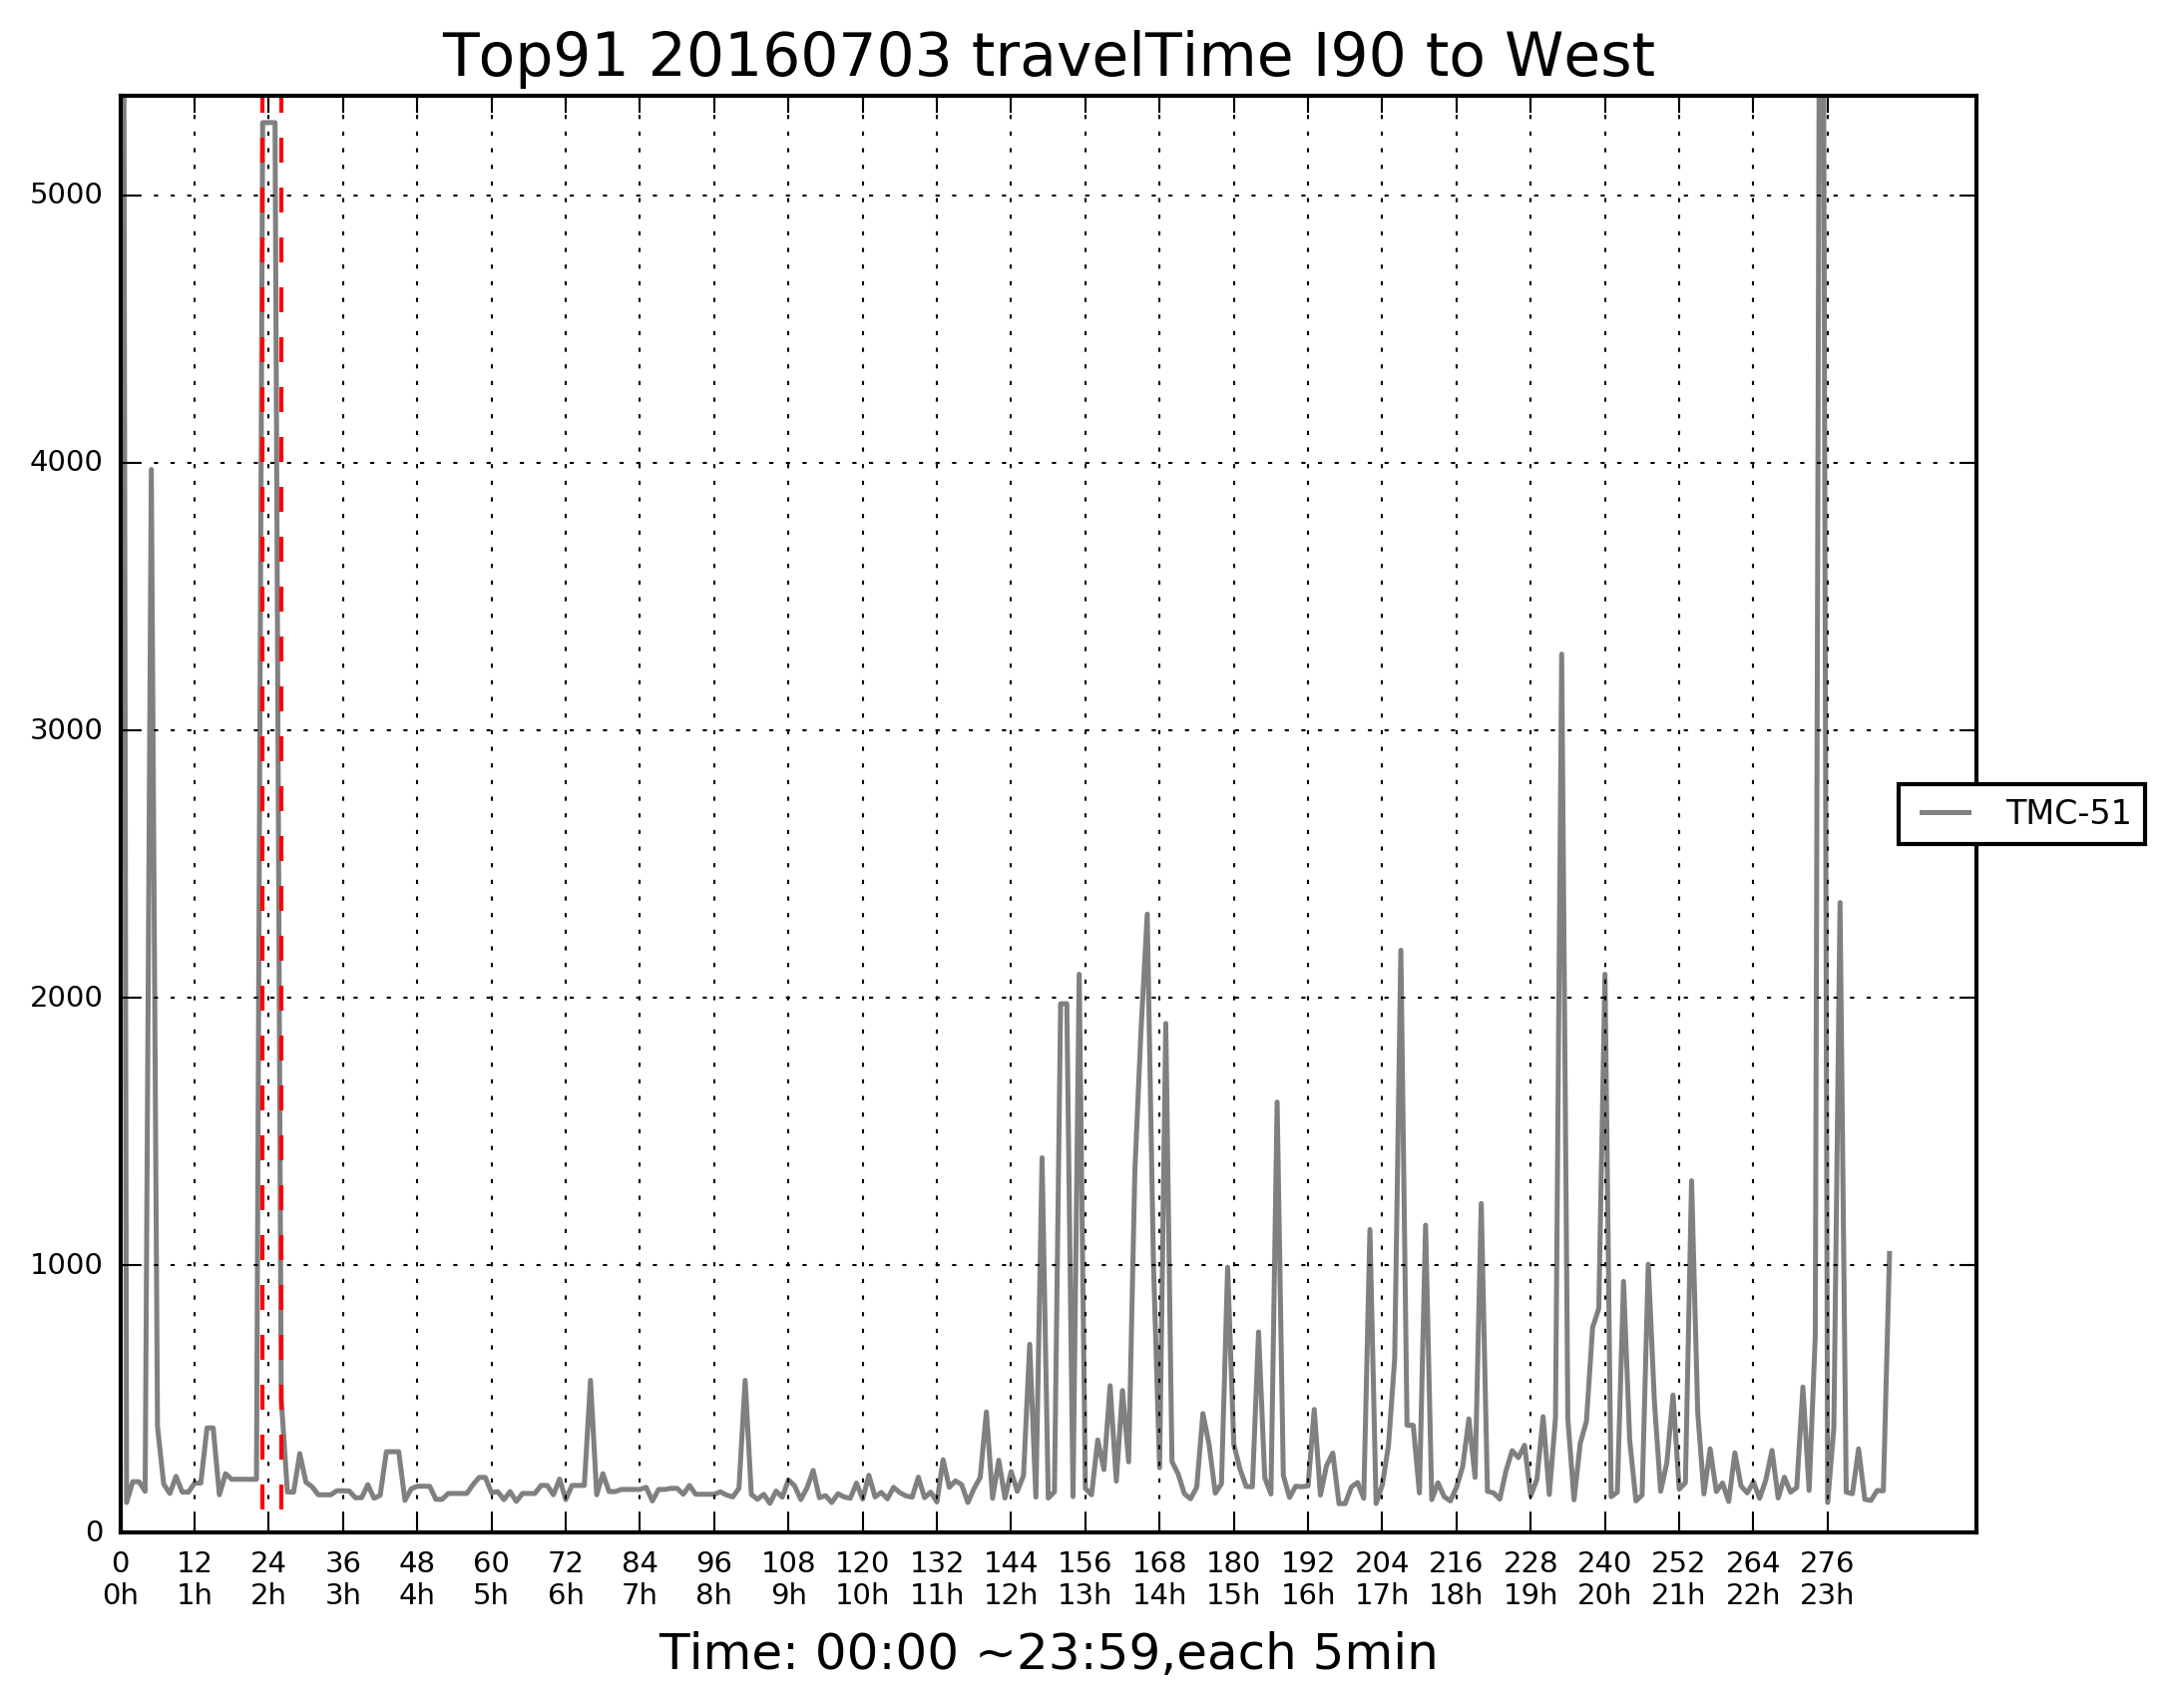 Top91 20160703 travelTime I90 to West
5000
4000
3000
2000
1000
0
TMC-51
0 12 24 36 48 60 72 84 96 108 120 132 144 156 168 180 192 204 216 228 240 252 264 276
0h 1h 2h 3h 4h 5h 6h 7h 8h 9h 10h 11h 12h 13h 14h 15h 16h 17h 18h 19h 20h 21h 22h 23h
Time: 00:00 ~23:59,each 5min